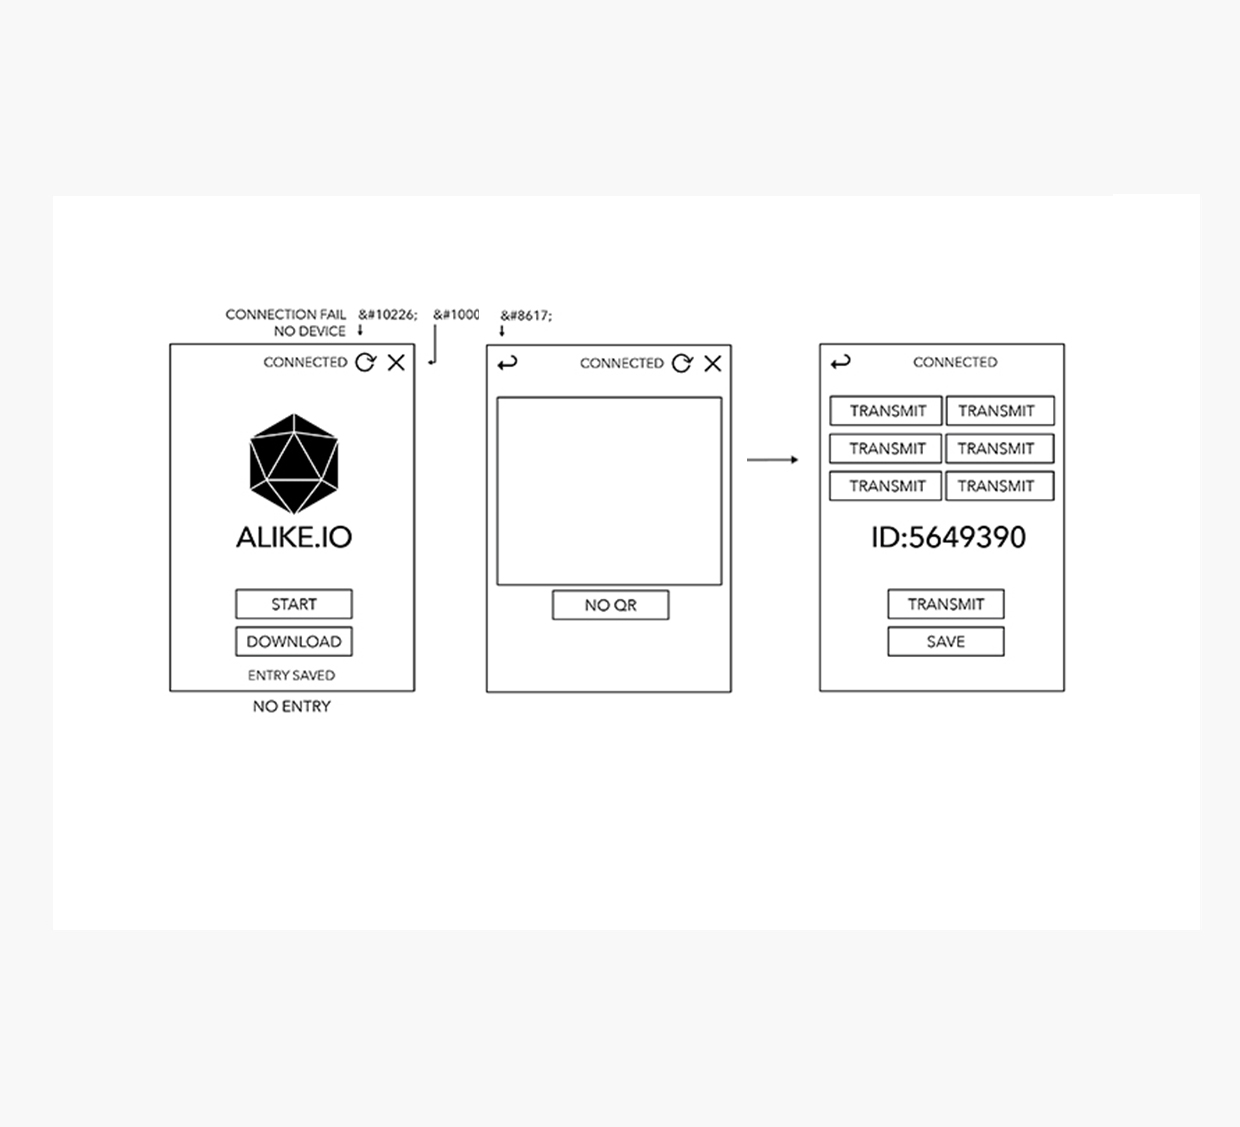 CONNECTION FAIL &#10226; &#1000 &#8617;
NO DEVICE
CONNECTED
ALIKE.IO
START
DOWNLOAD
ENTRY SAVED
NO ENTRY
CONNECTED
NO QR
CONNECTED
TRANSMIT TRANSMIT
TRANSMIT TRANSMIT
TRANSMIT TRANSMIT
ID:5649390
TRANSMIT
SAVE